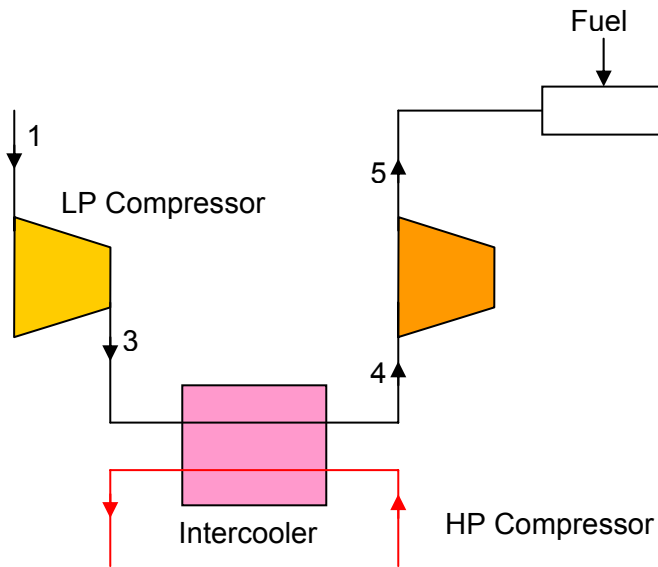 Fuel
1
5
LP Compressor
3
4
Intercooler
HP Compressor